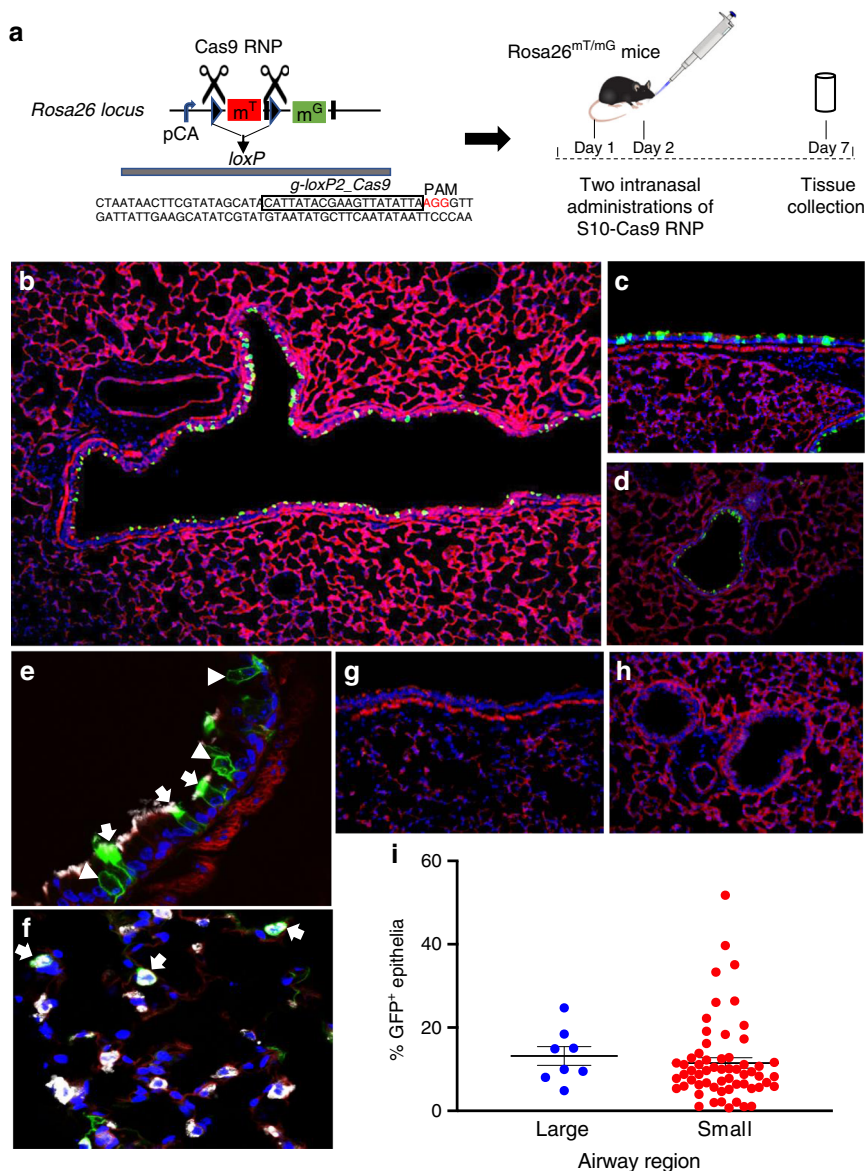 a
Cas9 RNP
Rosa26 locus
mT
mG
pCA
loxP
g-loxP2_Cas9
PAM
CTAATAACTTCGTATAGCATACATTATACGAAGTTATATTAAGGGTT
GATTATTGAAGCATATCGTATGTAATATGCTTCAATATAATTCCCAA
Rosa26mT/mG mice
Day 1
Day 2
Day 7
Two intranasal
administrations of
S10-Cas9 RNP
Tissue
collection
b
c
d
e
g
h
f
i
60
40
20
0
% GFP+ epithelia
Large
Small
Airway region